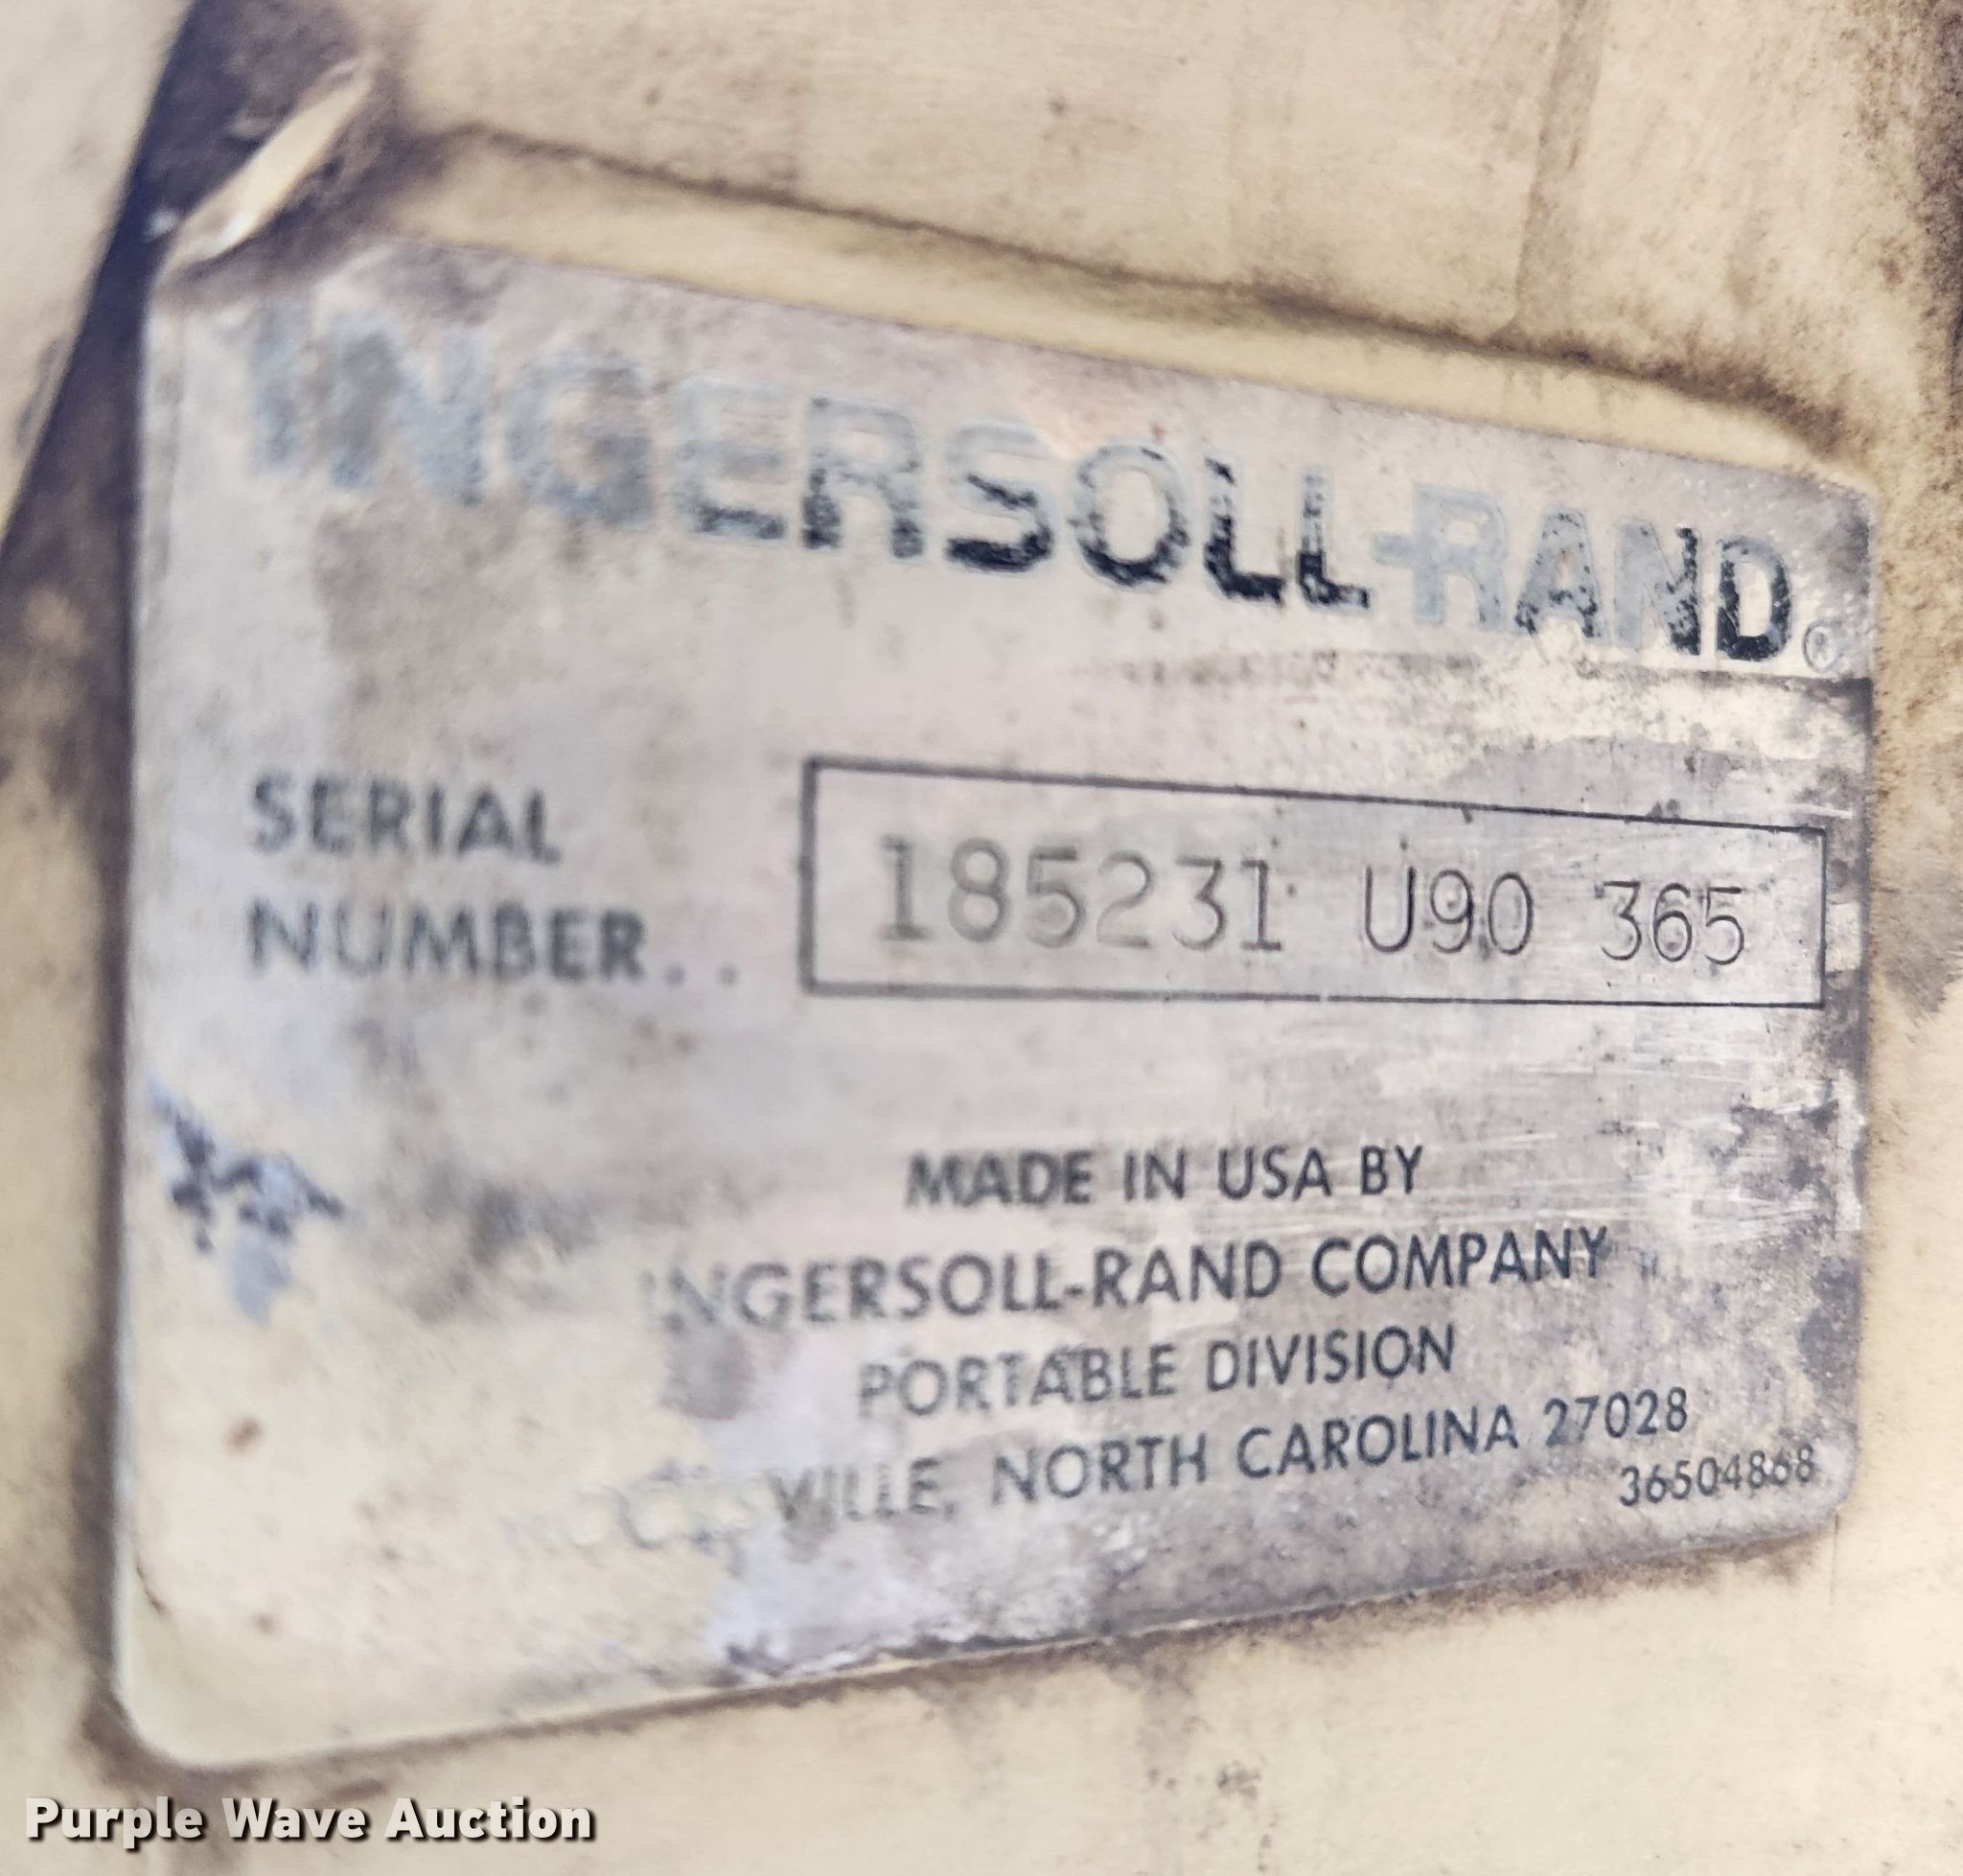 INGERSOLL-RAND®
SERIAL
NUMBER..
185231 U90 365
MADE IN USA BY
INGERSOLL-RAND COMPANY
PORTABLE DIVISION
MOCKSVILLE, NORTH CAROLINA 27028
36504868
Purple Wave Auction